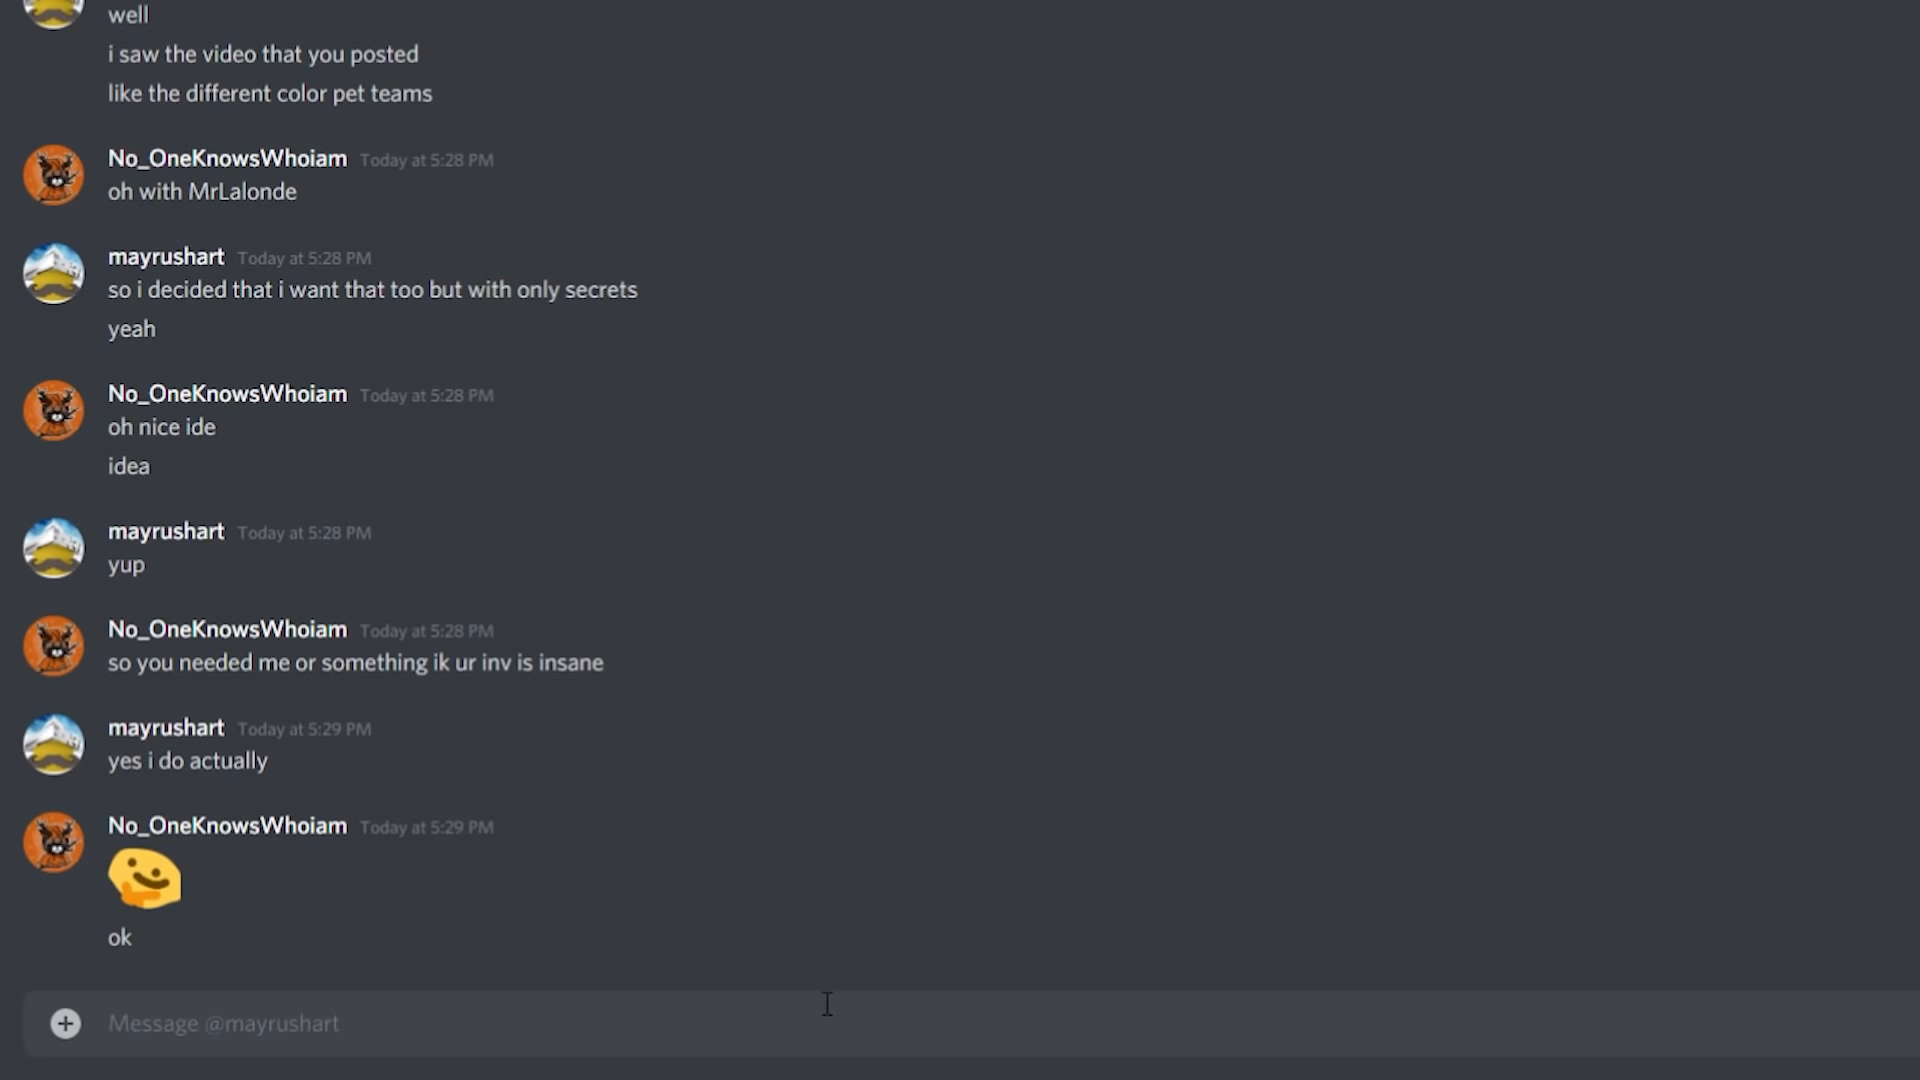 well
i saw the video that you posted
like the different color pet teams
No_OneKnowsWhoiam Today at 5:28 PM
oh with MrLalonde
mayrushart Today at 5:28 PM
so i decided that i want that too but with only secrets
yeah
No_OneKnowsWhoiam Today at 5:28 PM
oh nice ide
idea
mayrushart Today at 5:28 PM
yup
No_OneKnowsWhoiam Today at 5:28 PM
so you needed me or something ik ur inv is insane
mayrushart Today at 5:29 PM
yes i do actually
No_OneKnowsWhoiam Today at 5:29 PM
ok
Message @mayrushart